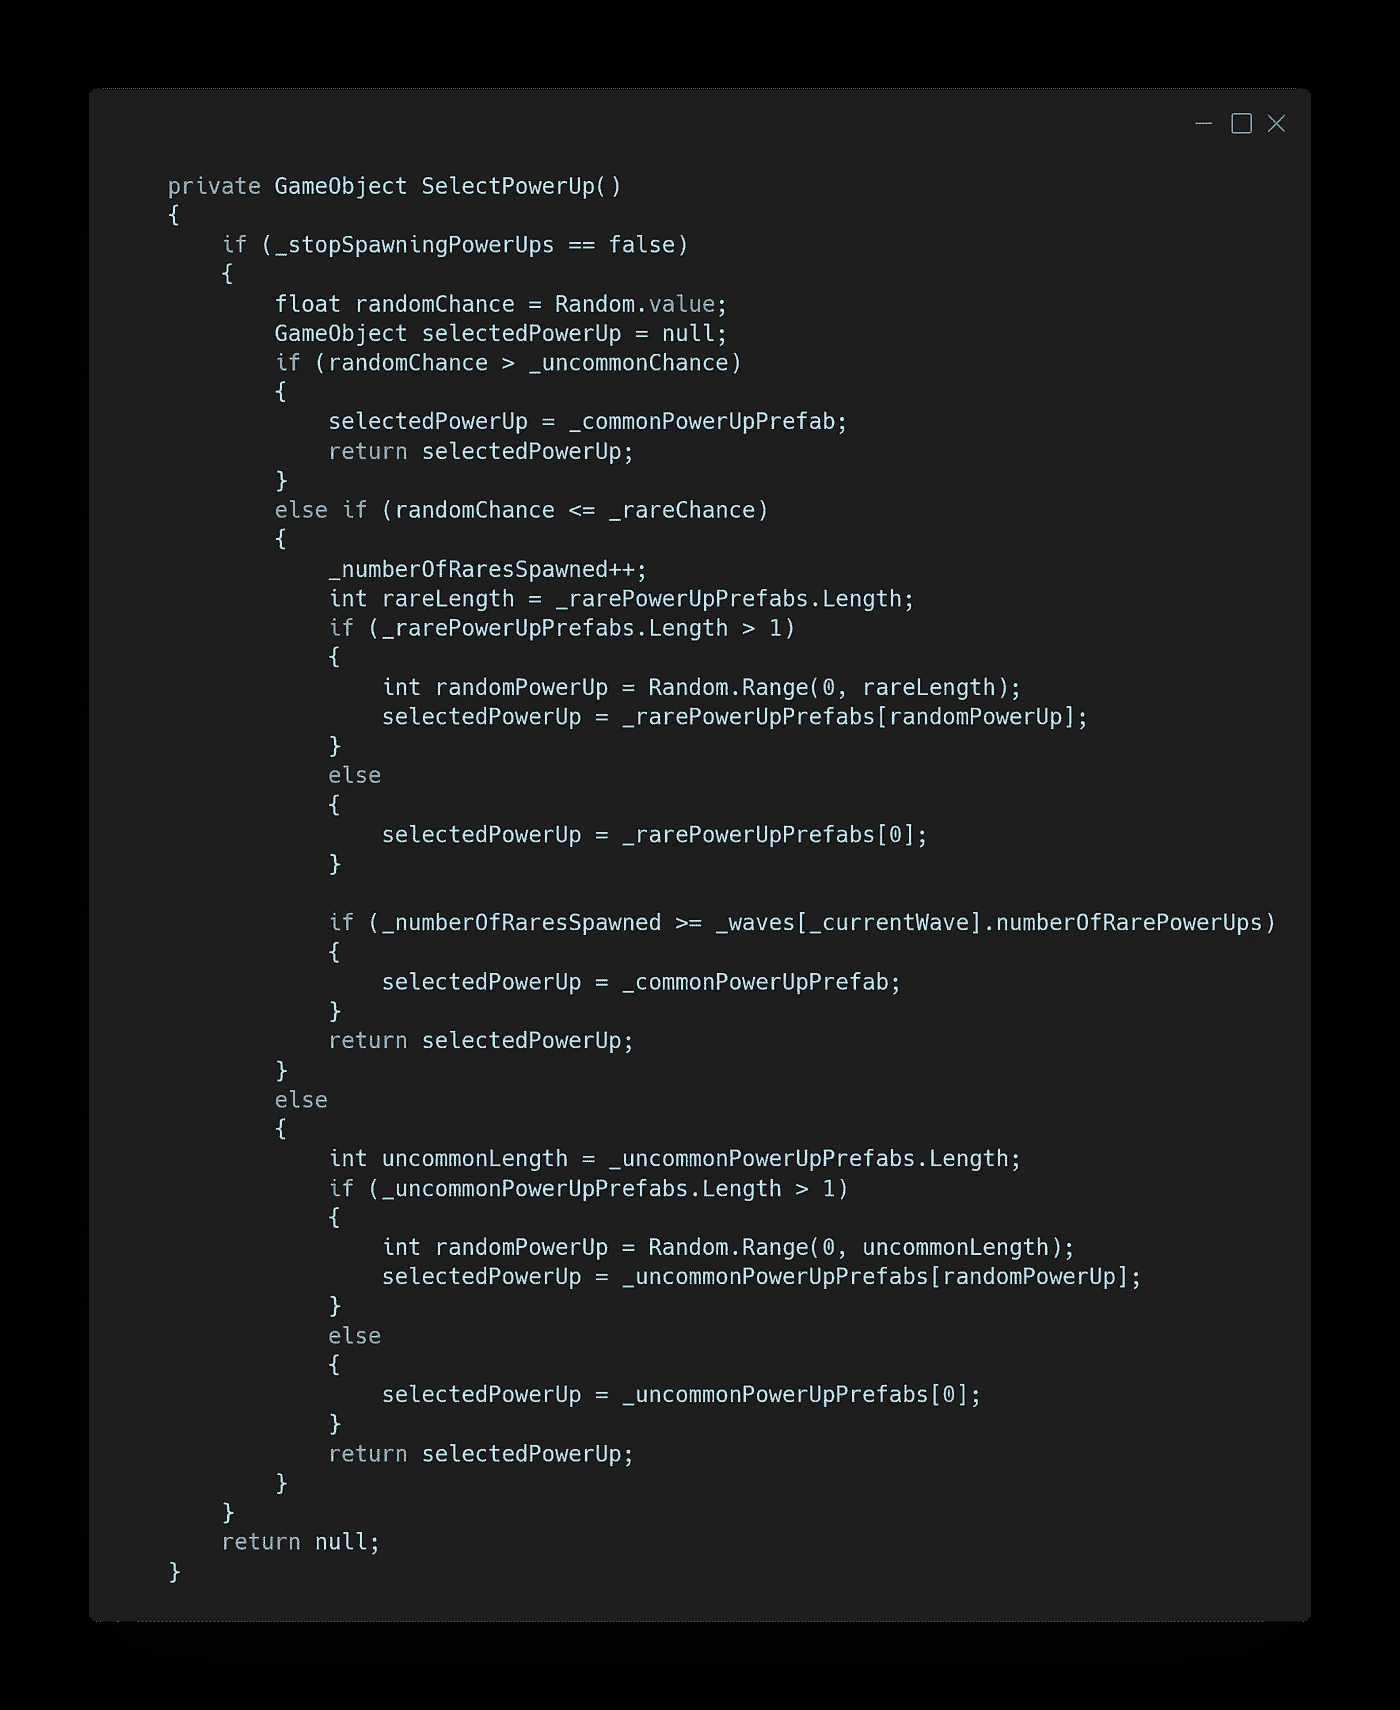 private GameObject SelectPowerUp()
{
    if (_stopSpawningPowerUps == false)
    {
        float randomChance = Random.value;
        GameObject selectedPowerUp = null;
        if (randomChance > _uncommonChance)
        {
            selectedPowerUp = _commonPowerUpPrefab;
            return selectedPowerUp;
        }
        else if (randomChance <= _rareChance)
        {
            _numberOfRaresSpawned++;
            int rareLength = _rarePowerUpPrefabs.Length;
            if (_rarePowerUpPrefabs.Length > 1)
            {
                int randomPowerUp = Random.Range(0, rareLength);
                selectedPowerUp = _rarePowerUpPrefabs[randomPowerUp];
            }
            else
            {
                selectedPowerUp = _rarePowerUpPrefabs[0];
            }

            if (_numberOfRaresSpawned >= _waves[_currentWave].numberOfRarePowerUps)
            {
                selectedPowerUp = _commonPowerUpPrefab;
            }
            return selectedPowerUp;
        }
        else
        {
            int uncommonLength = _uncommonPowerUpPrefabs.Length;
            if (_uncommonPowerUpPrefabs.Length > 1)
            {
                int randomPowerUp = Random.Range(0, uncommonLength);
                selectedPowerUp = _uncommonPowerUpPrefabs[randomPowerUp];
            }
            else
            {
                selectedPowerUp = _uncommonPowerUpPrefabs[0];
            }
            return selectedPowerUp;
        }
    }
    return null;
}